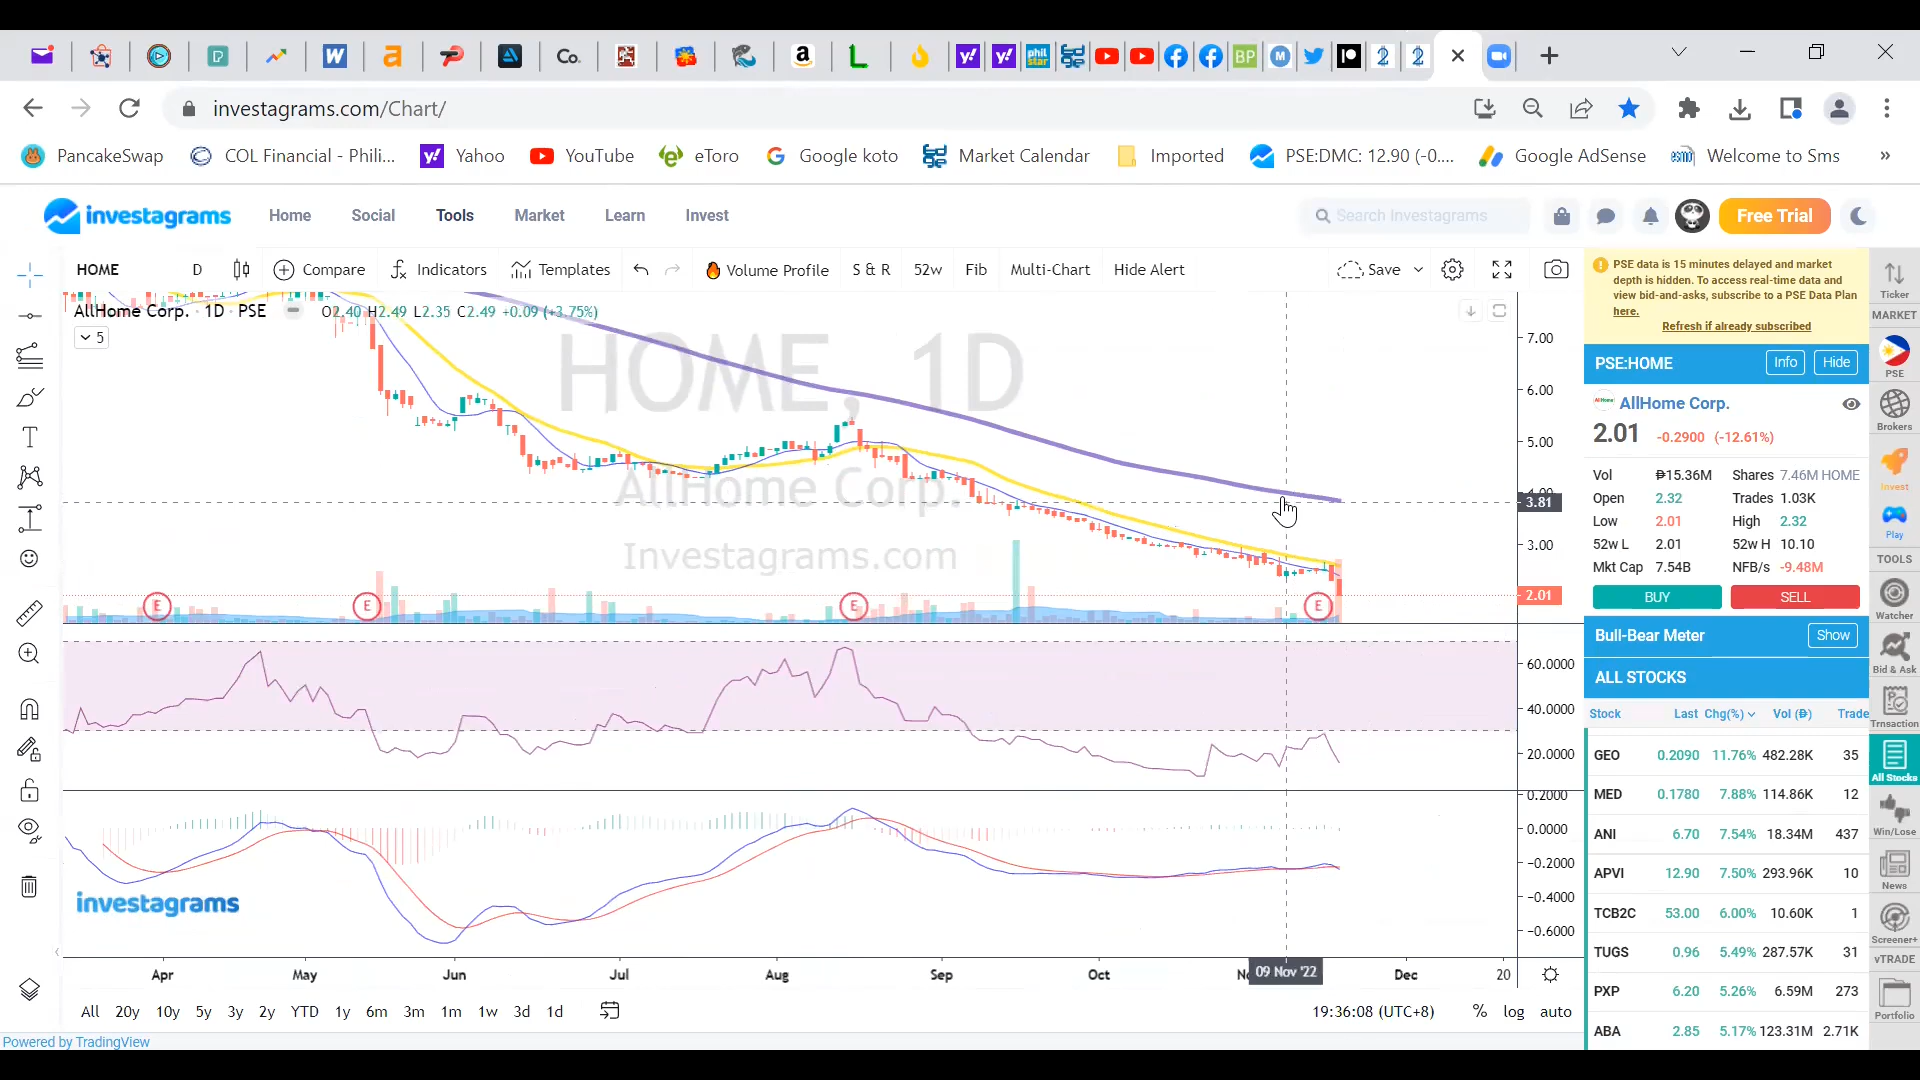 Co.
phil star
BP
investagrams.com/Chart/
PancakeSwap
COL Financial - Phili...
Yahoo
YouTube
eToro
Google koto
Market Calendar
Imported
PSE:DMC: 12.90 (-0....
Google AdSense
Welcome to Sms
»
investagrams
Home
Social
Tools
Market
Learn
Invest
Search Investagrams
Free Trial
HOME
D
Compare
Indicators
Templates
Volume Profile
S & R
52w
Fib
Multi-Chart
Hide Alert
Save
AllHome Corp. · 1D · PSE
O2.40 H2.49 L2.35 C2.49 +0.09 (+3.75%)
5
HOME, 1D
AllHome Corp.
Investagrams.com
7.00
6.00
5.00
4.00
3.81
3.00
2.01
E
E
E
E
60.0000
40.0000
20.0000
0.2000
0.0000
−0.2000
−0.4000
−0.6000
investagrams
Apr
May
Jun
Jul
Aug
Sep
Oct
09 Nov '22
Dec
20
All
20y
10y
5y
3y
2y
YTD
1y
6m
3m
1m
1w
3d
1d
19:36:08 (UTC+8)
%
log
auto
Powered by TradingView
PSE data is 15 minutes delayed and market
depth is hidden. To access real-time data and
view bid-and-asks, subscribe to a PSE Data Plan
here.
Refresh if already subscribed
PSE:HOME
Info
Hide
AllHome Corp.
2.01 -0.2900 (-12.61%)
Vol ₱15.36M Shares 7.46M HOME
Open 2.32 Trades 1.03K
Low 2.01 High 2.32
52w L 2.01 52w H 10.10
Mkt Cap 7.54B NFB/s -9.48M
BUY
SELL
Bull-Bear Meter
Show
ALL STOCKS
Stock Last Chg(%) Vol (₱) Trade
GEO 0.2090 11.76% 482.28K 35
MED 0.1780 7.88% 114.86K 12
ANI 6.70 7.54% 18.34M 437
APVI 12.90 7.50% 293.96K 10
TCB2C 53.00 6.00% 10.60K 1
TUGS 0.96 5.49% 287.57K 31
PXP 6.20 5.26% 6.59M 273
ABA 2.85 5.17% 123.31M 2.71K
Ticker
MARKET
PSE
Brokers
Invest
Play
TOOLS
Watcher
Bid & Ask
Trnsaction
All Stocks
Win/Lose
News
Screener+
vTRADE
Portfolio